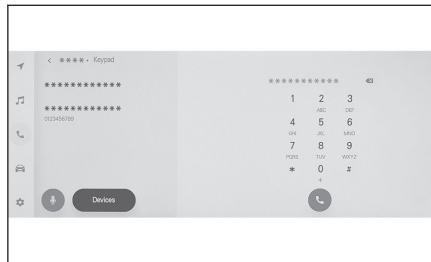 < **** • Keypad
************
************
0123456789
Devices
***********
1 2 3
ABC DEF
4 5 6
GHI JKL MNO
7 8 9
PQRS TUV WXYZ
* 0 #
+